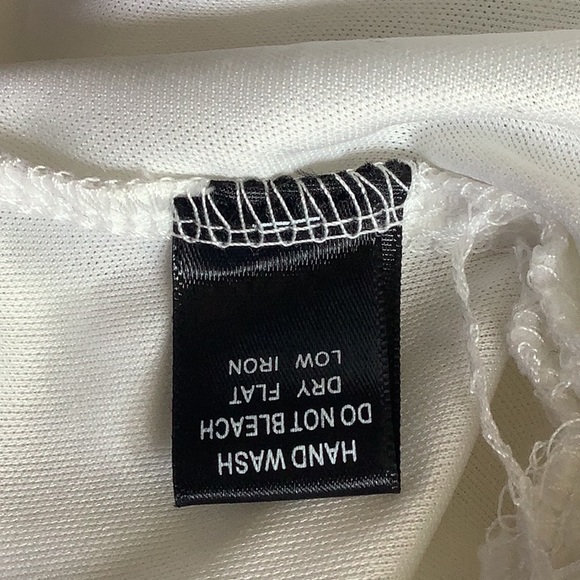 HAND WASH
DO NOT BLEACH
DRY FLAT
LOW IRON